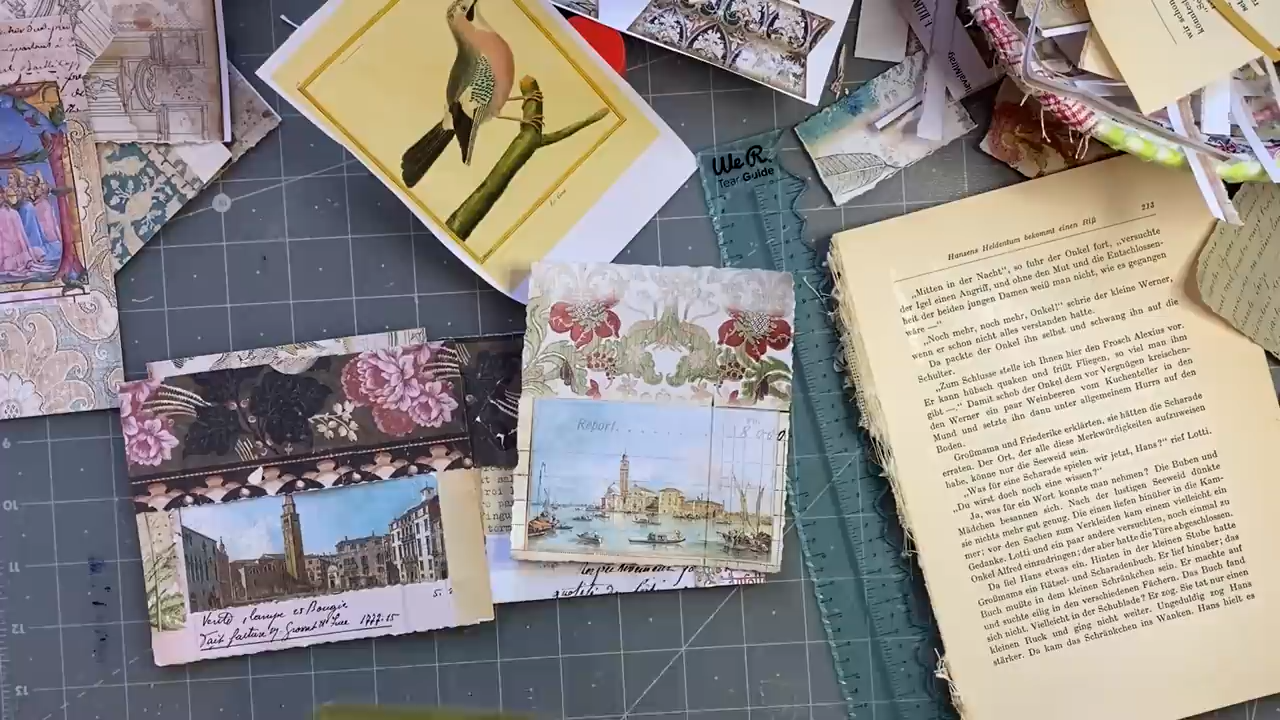 We R.
Tear Guide
Report
1800
5.
1777-15
9
10
11
12
13
Hansens Heldentum bekommt einen Riß 213
„Mitten in der Nacht“, so fuhr der Onkel fort, „versuchte
der Igel einen Angriff, und ohne den Mut und die Entschlossen-
heit der beiden jungen Damen weiß man nicht, wie es gegangen
wäre —.“
„Noch mehr, noch mehr, Onkel!“ schrie der kleine Werner,
wenn er schon nicht alles verstanden hatte.
Da packte der Onkel ihn selbst und schwang ihn auf die
Schulter.
„Zum Schlusse stelle ich Ihnen hier den Frosch Alexius vor.
Er kann hübsch quaken und frißt Fliegen, so viel man ihm
gibt —.“ Damit schob der Onkel dem vor Vergnügen kreischen-
den Werner ein paar Weinbeeren vom Kuchenteller in den
Mund und setzte ihn dann unter allgemeinem Hurra auf den
Boden.
Großmama und Friederike erklärten, sie hätten die Scharade
erraten. Der Ort, der alle diese Merkwürdigkeiten aufzuweisen
habe, könne nur die Seeweid sein.
„Was für eine Scharade spielen wir jetzt, Hans?“ rief Lotti.
„Du wirst doch noch eine wissen?“
Ja, was für ein Wort konnte man nehmen? Die Buben und
Mädchen besannen sich. Nach der lustigen Seeweid dünkte
sie nichts mehr gut genug. Die einen liefen hinüber in die Kam-
mer; vor den Sachen zum Verkleiden kam einem vielleicht ein
Gedanke. Lotti und ein paar andere versuchten, noch einmal zu
Onkel Alfred einzudringen; der aber hatte die Türe abgeschlossen.
Da fiel Hans etwas ein. Hinten in der kleinen Stube hatte
Großmama ein Rätsel- und Scharadenbuch. Er lief hinüber; das
Buch mußte in dem kleinen Schränkchen sein. Er machte auf
und suchte eilig in den verschiedenen Fächern. Das Buch fand
sich nicht. Vielleicht in der Schublade? Er zog. Sie tat nur einen
kleinen Ruck und ging nicht weiter. Ungeduldig zog Hans
stärker. Da kam das Schränkchen ins Wanken. Hans hielt es